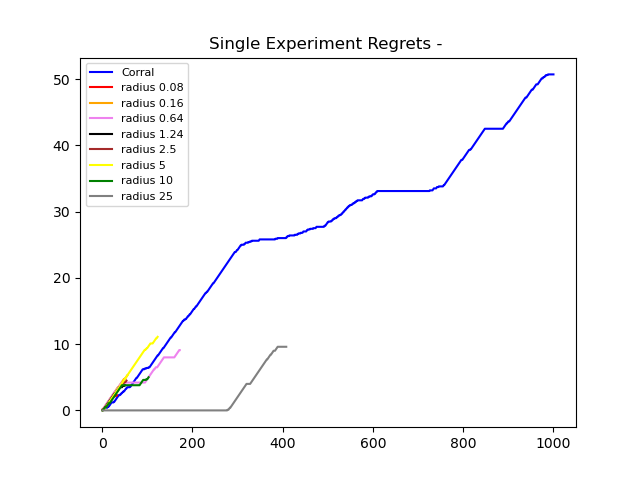 Single Experiment Regrets -
50
40
30
20
10
0
Corral
radius 0.08
radius 0.16
radius 0.64
radius 1.24
radius 2.5
radius 5
radius 10
radius 25
0 200 400 600 800 1000